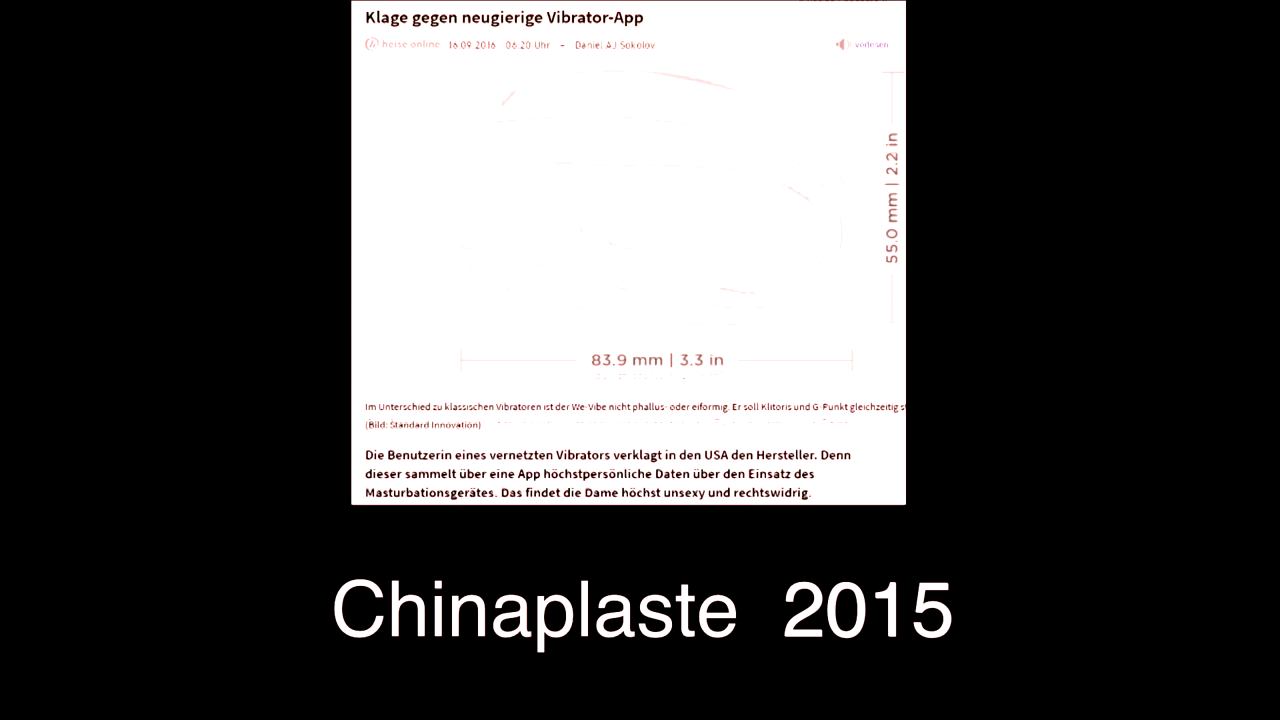 Klage gegen neugierige Vibrator-App
heise online 16.09.2016 06:20 Uhr – Daniel AJ Sokolov
vorlesen
55.0 mm | 2.2 in
83.9 mm | 3.3 in
Im Unterschied zu klassischen Vibratoren ist der We-Vibe nicht phallus- oder eiförmig. Er soll Klitoris und G-Punkt gleichzeitig
(Bild: Standard Innovation)
Die Benutzerin eines vernetzten Vibrators verklagt in den USA den Hersteller. Denn
dieser sammelt über eine App höchstpersönliche Daten über den Einsatz des
Masturbationsgerätes. Das findet die Dame höchst unsexy und rechtswidrig.
Chinaplaste 2015